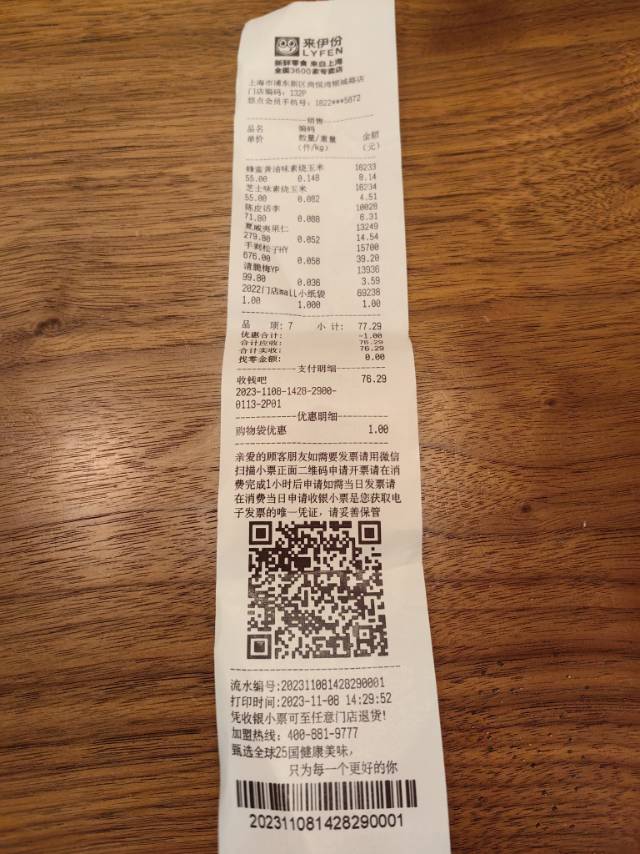 来伊份
LYFEN
新鲜零食 来自上海
全国3600家专卖店
门店编码: 132P
悠点会员手机号: 1822***5872
销售
品名 编码 金额
单价 数量/重量 (元)
(件/kg)
蜂蜜黄油味素烧玉米 16233
55.00 0.148 8.14
芝士味素烧玉米 16234
55.00 0.082 4.51
陈皮话李 10028
71.80 0.088 6.31
夏威夷果仁 13249
279.80 0.052 14.54
手剥松子HY 15700
676.00 0.058 39.20
清脆梅YP 13936
99.80 0.036 3.59
2022门店mall小纸袋 69238
1.00 1.000 1.00
品 项: 7 小 计: 77.29
优惠合计: -1.00
合计应收: 76.29
合计实收: 76.29
找零金额: 0.00
支付明细
收钱吧 76.29
2023-1108-1428-2900-
0113-2P01
优惠明细
购物袋优惠 1.00
亲爱的顾客朋友如需要发票请用微信
扫描小票正面二维码申请开票请在消
费完成1小时后申请如需当日发票请
在消费当日申请收银小票是您获取电
子发票的唯一凭证, 请妥善保管
流水编号:202311081428290001
打印时间:2023-11-08 14:29:52
凭收银小票可至任意门店退货!
加盟热线: 400-881-9777
甄选全球25国健康美味,
只为每一个更好的你
202311081428290001